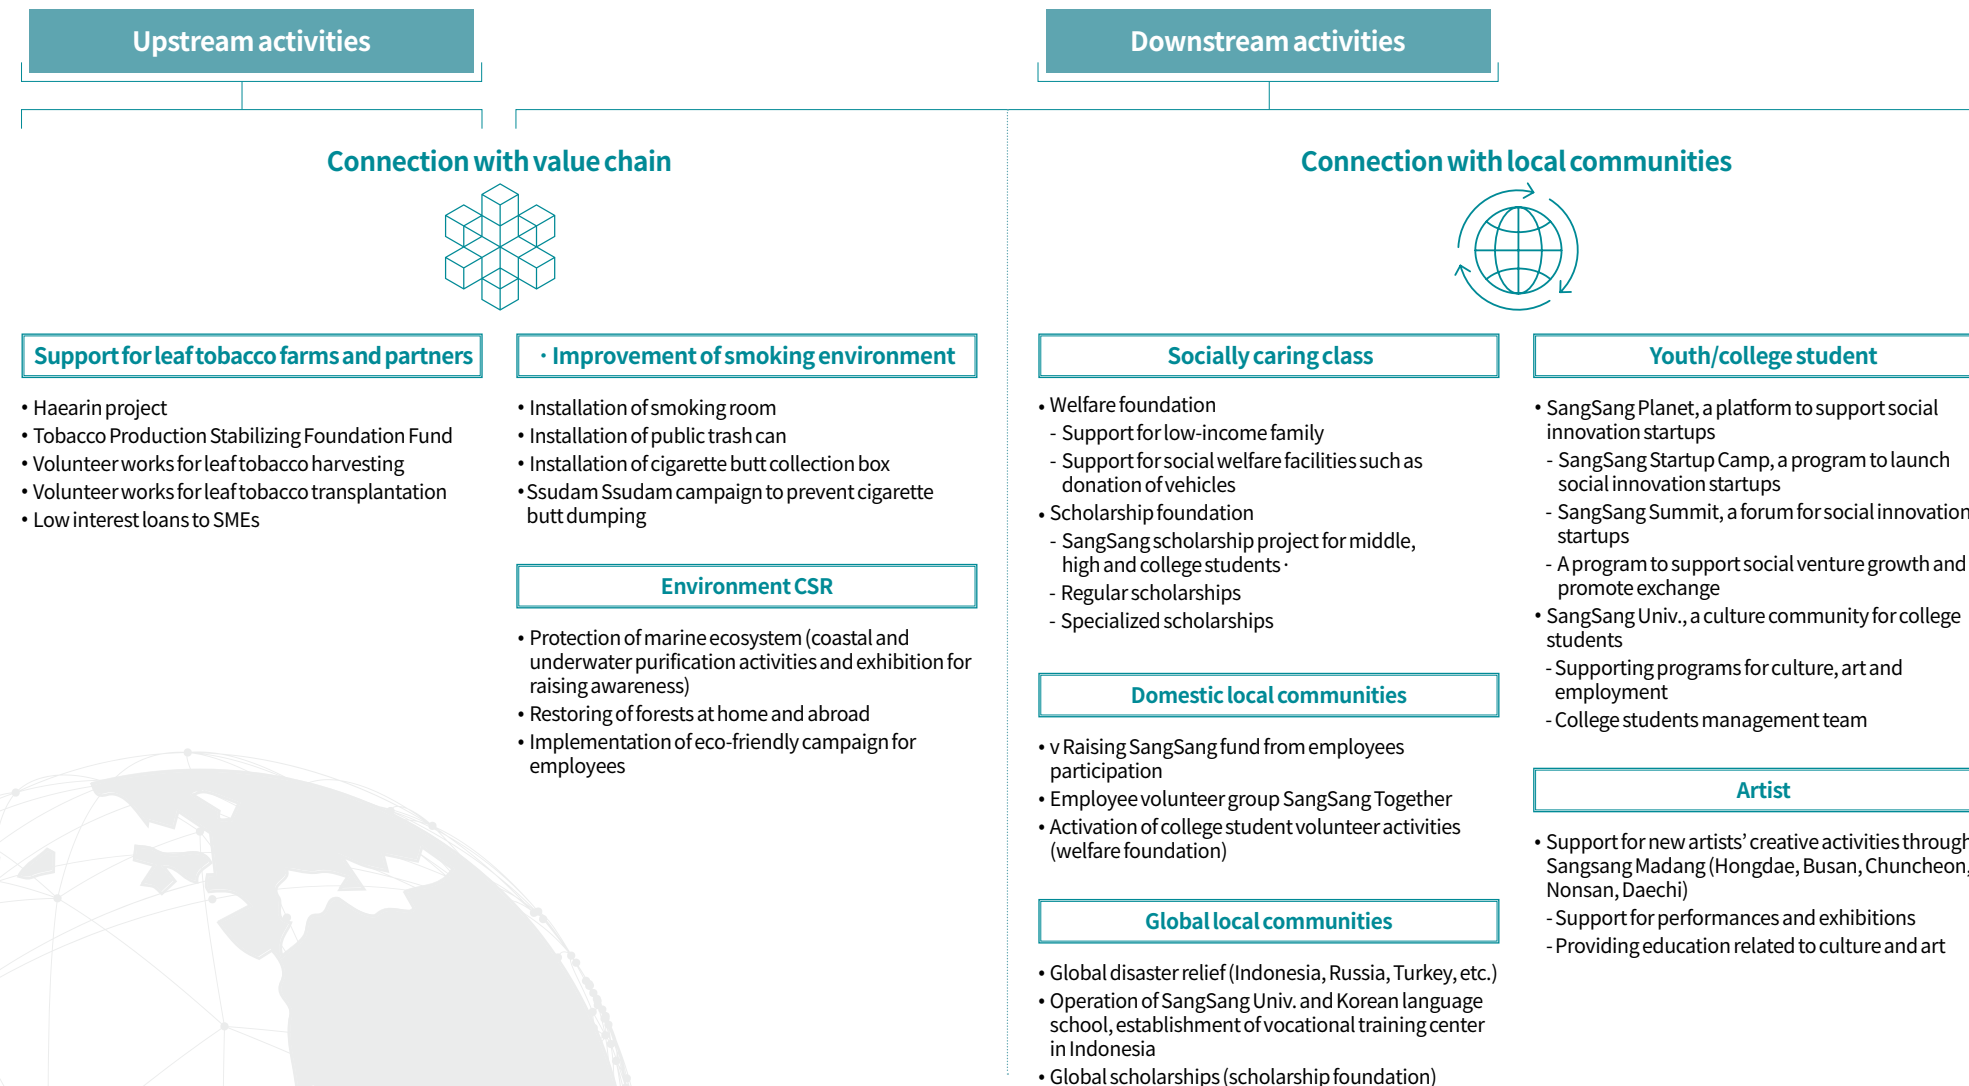 Upstream activities
Downstream activities
Connection with value chain
Connection with local communities
Support for leaf tobacco farms and partners
• Haearin project
• Tobacco Production Stabilizing Foundation Fund
• Volunteer works for leaf tobacco harvesting
• Volunteer works for leaf tobacco transplantation
• Low interest loans to SMEs
· Improvement of smoking environment
• Installation of smoking room
• Installation of public trash can
• Installation of cigarette butt collection box
• Ssudam Ssudam campaign to prevent cigarette
butt dumping
Environment CSR
• Protection of marine ecosystem (coastal and
underwater purification activities and exhibition for
raising awareness)
• Restoring of forests at home and abroad
• Implementation of eco-friendly campaign for
employees
Socially caring class
• Welfare foundation
- Support for low-income family
- Support for social welfare facilities such as
donation of vehicles
• Scholarship foundation
- SangSang scholarship project for middle,
high and college students ·
- Regular scholarships
- Specialized scholarships
Domestic local communities
• v Raising SangSang fund from employees
participation
• Employee volunteer group SangSang Together
• Activation of college student volunteer activities
(welfare foundation)
Global local communities
• Global disaster relief (Indonesia, Russia, Turkey, etc.)
• Operation of SangSang Univ. and Korean language
school, establishment of vocational training center
in Indonesia
• Global scholarships (scholarship foundation)
Youth/college student
• SangSang Planet, a platform to support social
innovation startups
- SangSang Startup Camp, a program to launch
social innovation startups
- SangSang Summit, a forum for social innovation
startups
- A program to support social venture growth and
promote exchange
• SangSang Univ., a culture community for college
students
- Supporting programs for culture, art and
employment
- College students management team
Artist
• Support for new artists’ creative activities through
Sangsang Madang (Hongdae, Busan, Chuncheon,
Nonsan, Daechi)
- Support for performances and exhibitions
- Providing education related to culture and art